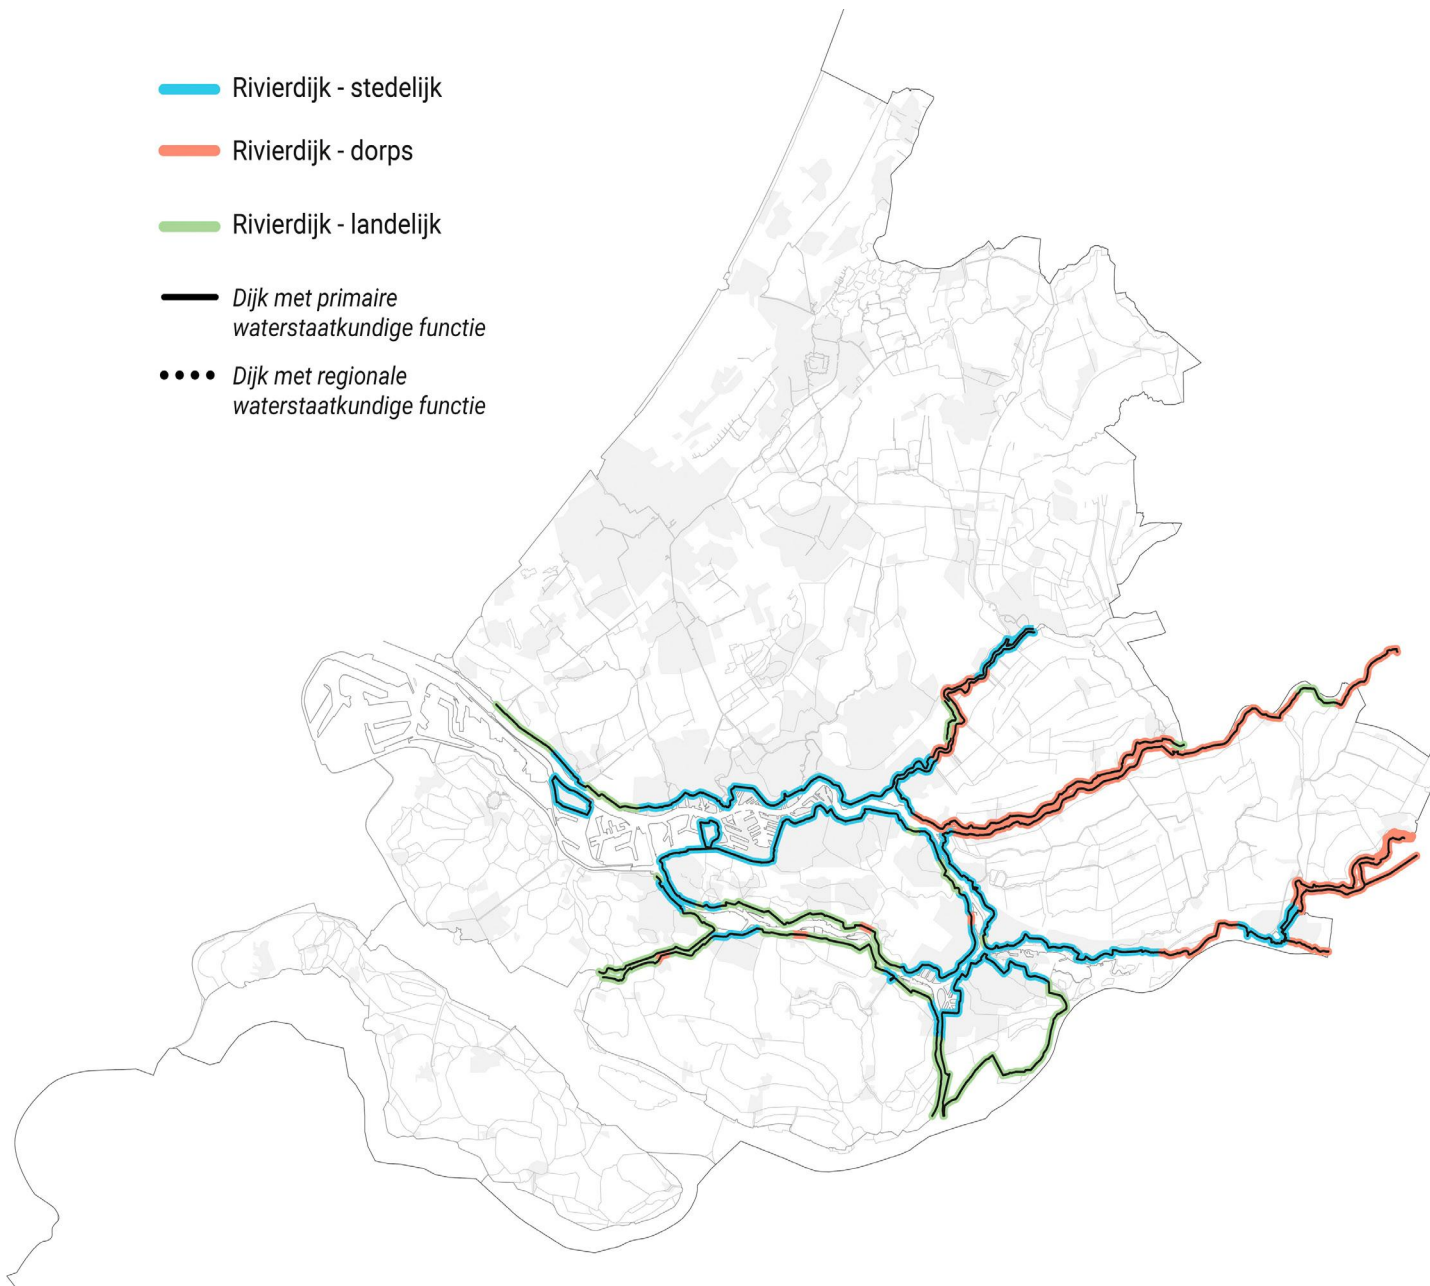 Rivierdijk - stedelijk
Rivierdijk - dorps
Rivierdijk - landelijk
Dijk met primaire
waterstaatkundige functie
Dijk met regionale
waterstaatkundige functie